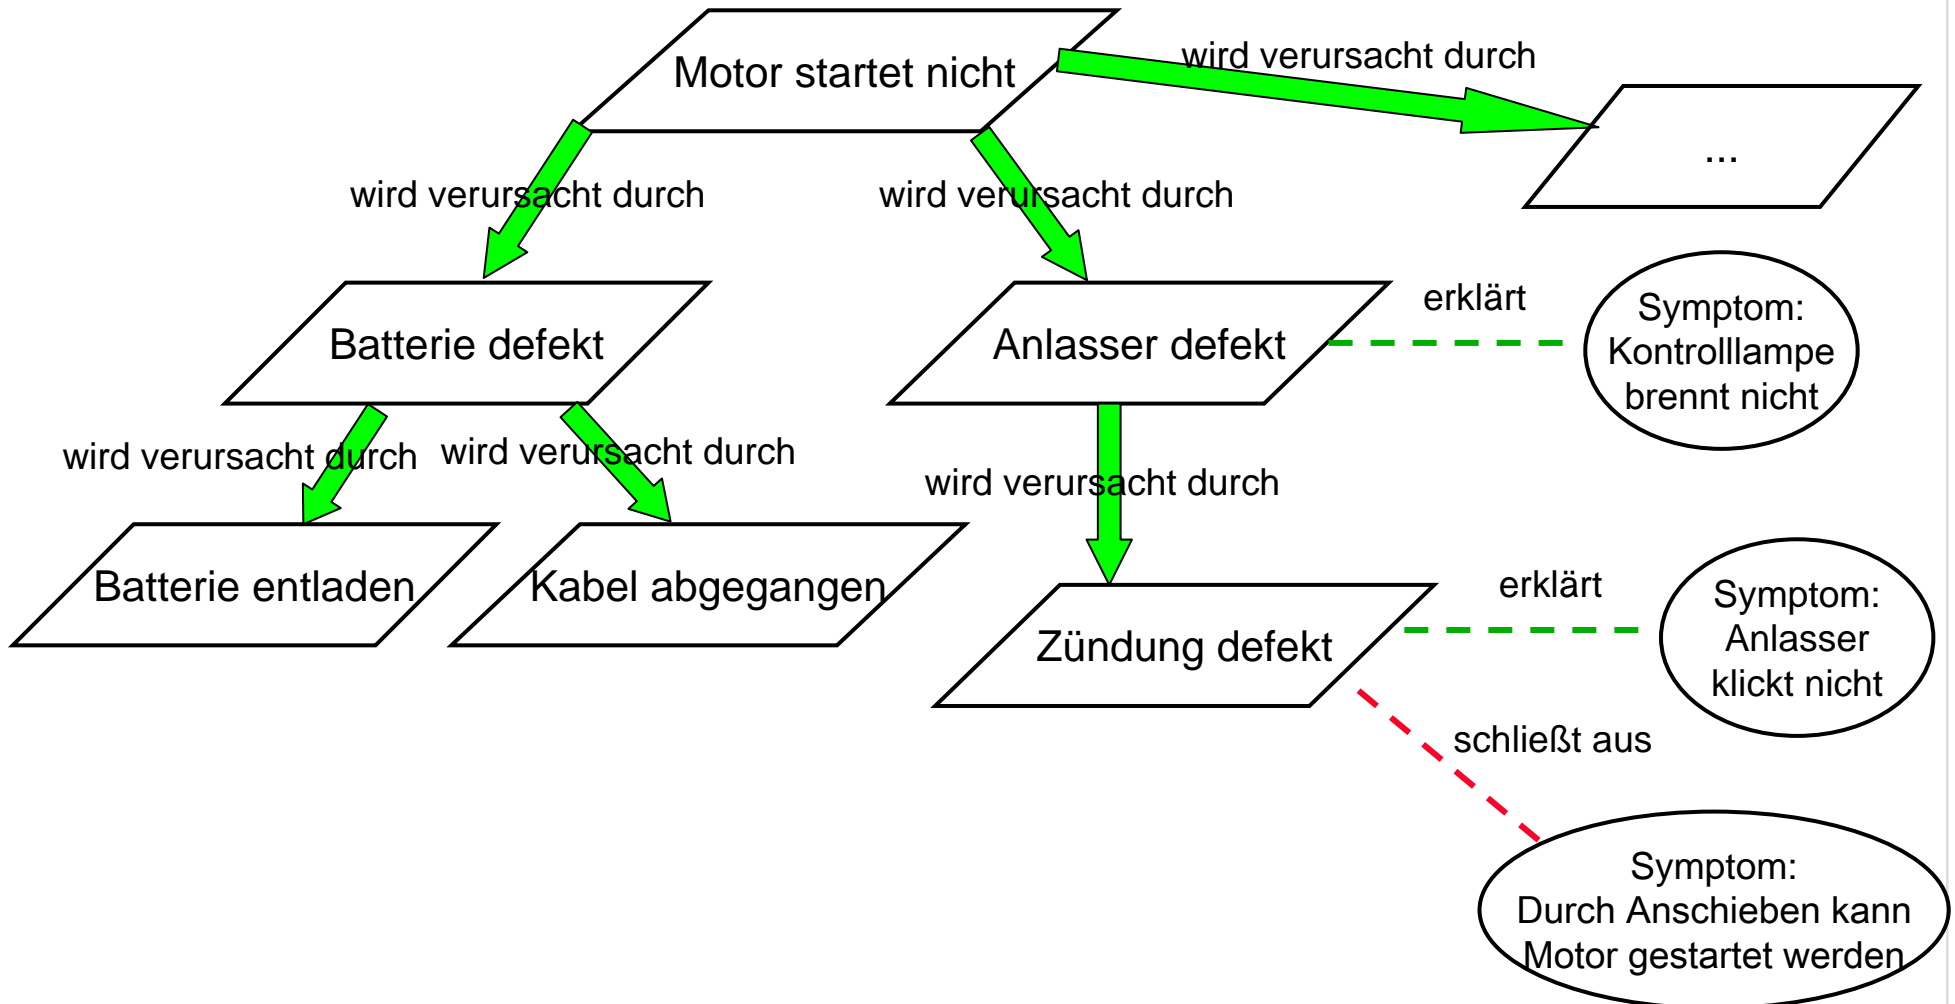 wird verursacht durch
Motor startet nicht
...
wird verursacht durch
wird verursacht durch
erklärt
Symptom:
Kontrolllampe
brennt nicht
Batterie defekt
Anlasser defekt
wird verursacht durch
wird verursacht durch
wird verursacht durch
Batterie entladen
Kabel abgegangen
Zündung defekt
erklärt
Symptom:
Anlasser
klickt nicht
schließt aus
Symptom:
Durch Anschieben kann
Motor gestartet werden